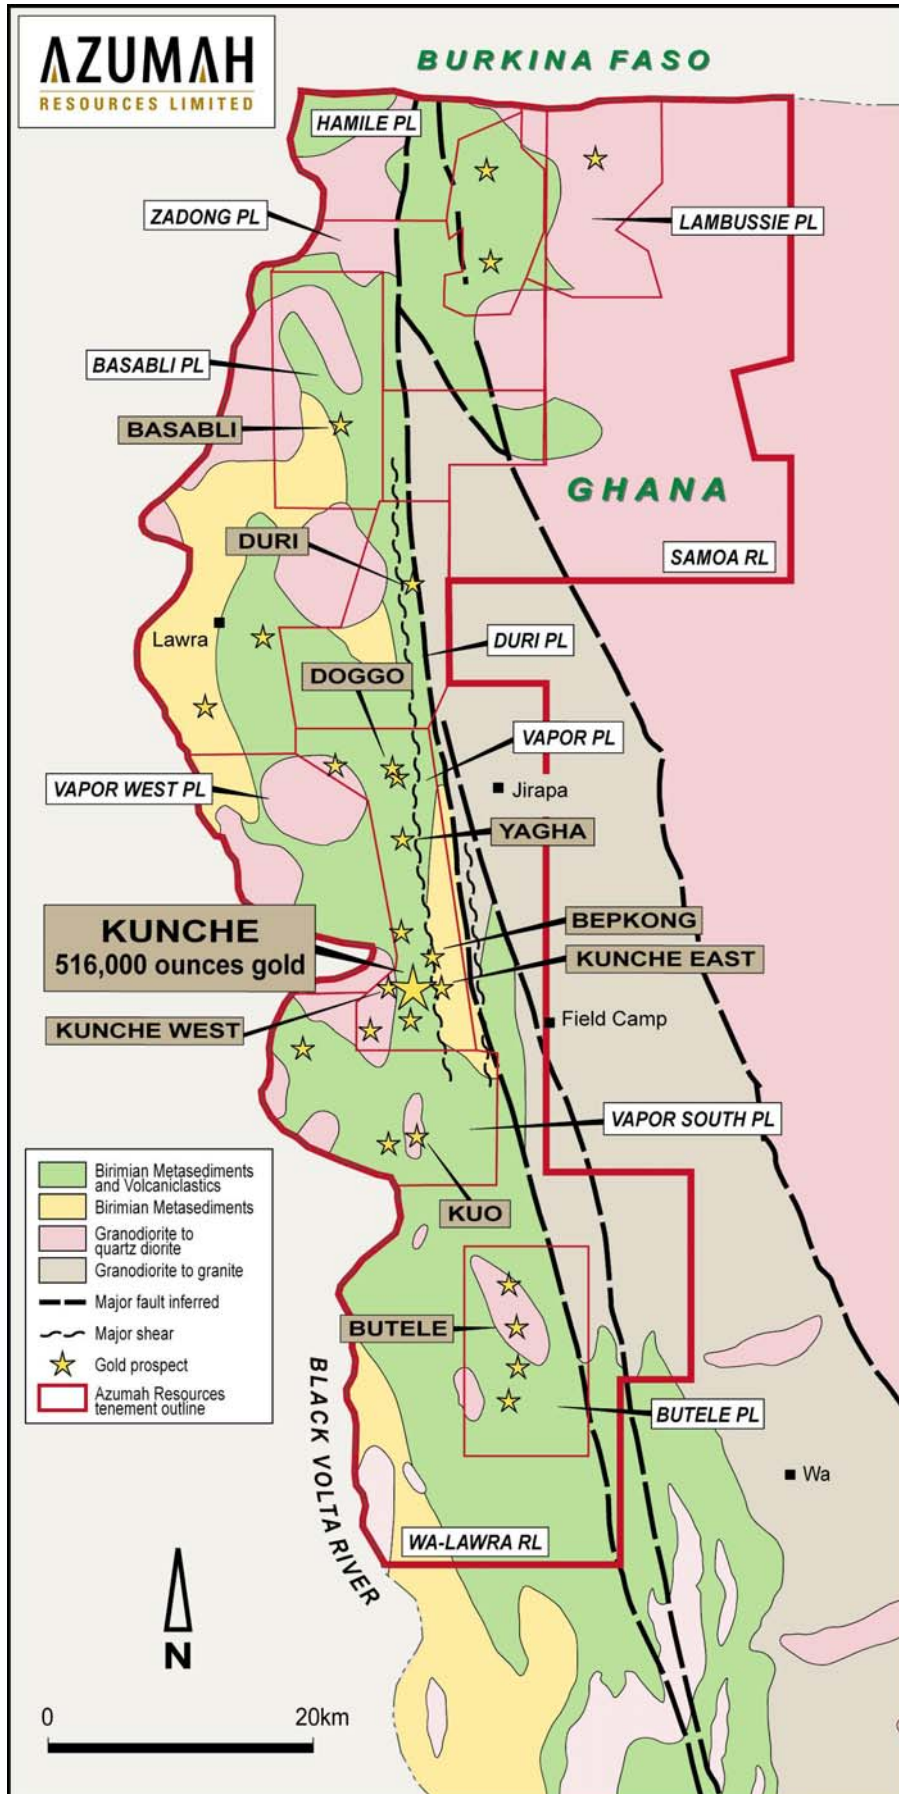 AZUMAH
RESOURCES LIMITED
BURKINA FASO
HAMILE PL
ZADONG PL
LAMBUSSIE PL
BASABLI PL
BASABLI
GHANA
DURI
SAMOA RL
Lawra
DURI PL
DOGGO
VAPOR PL
VAPOR WEST PL
Jirapa
YAGHA
KUNCHE
516,000 ounces gold
BEPKONG
KUNCHE EAST
KUNCHE WEST
Field Camp
VAPOR SOUTH PL
Birimian Metasediments
and Volcaniclastics
Birimian Metasediments
Granodiorite to
quartz diorite
Granodiorite to granite
Major fault inferred
Major shear
Gold prospect
Azumah Resources
tenement outline
KUO
BUTELE
BUTELE PL
BLACK VOLTA RIVER
Wa
WA-LAWRA RL
N
0 20km